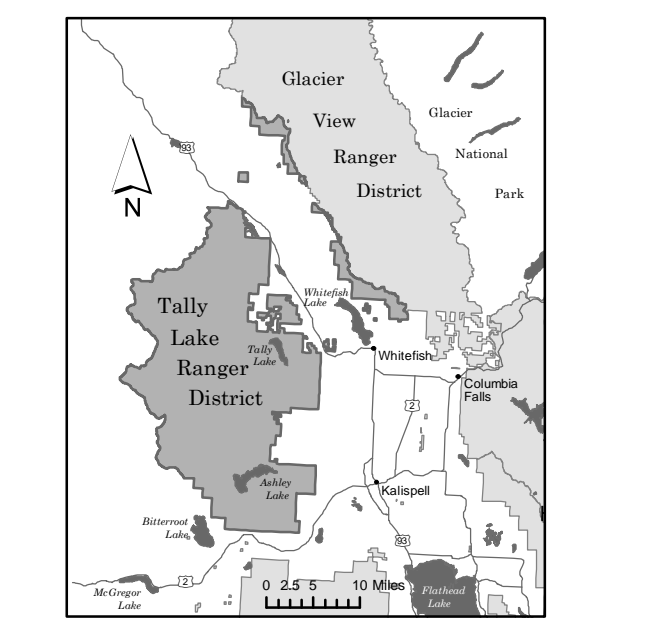 Glacier
View
Ranger
District
Glacier
National
Park
93
N
Tally
Lake
Ranger
District
Whitefish
Lake
Tally
Lake
Whitefish
Columbia
Falls
2
Ashley
Lake
Kalispell
Bitterroot
Lake
93
2
McGregor
Lake
0 2.5 5 10 Miles
Flathead
Lake